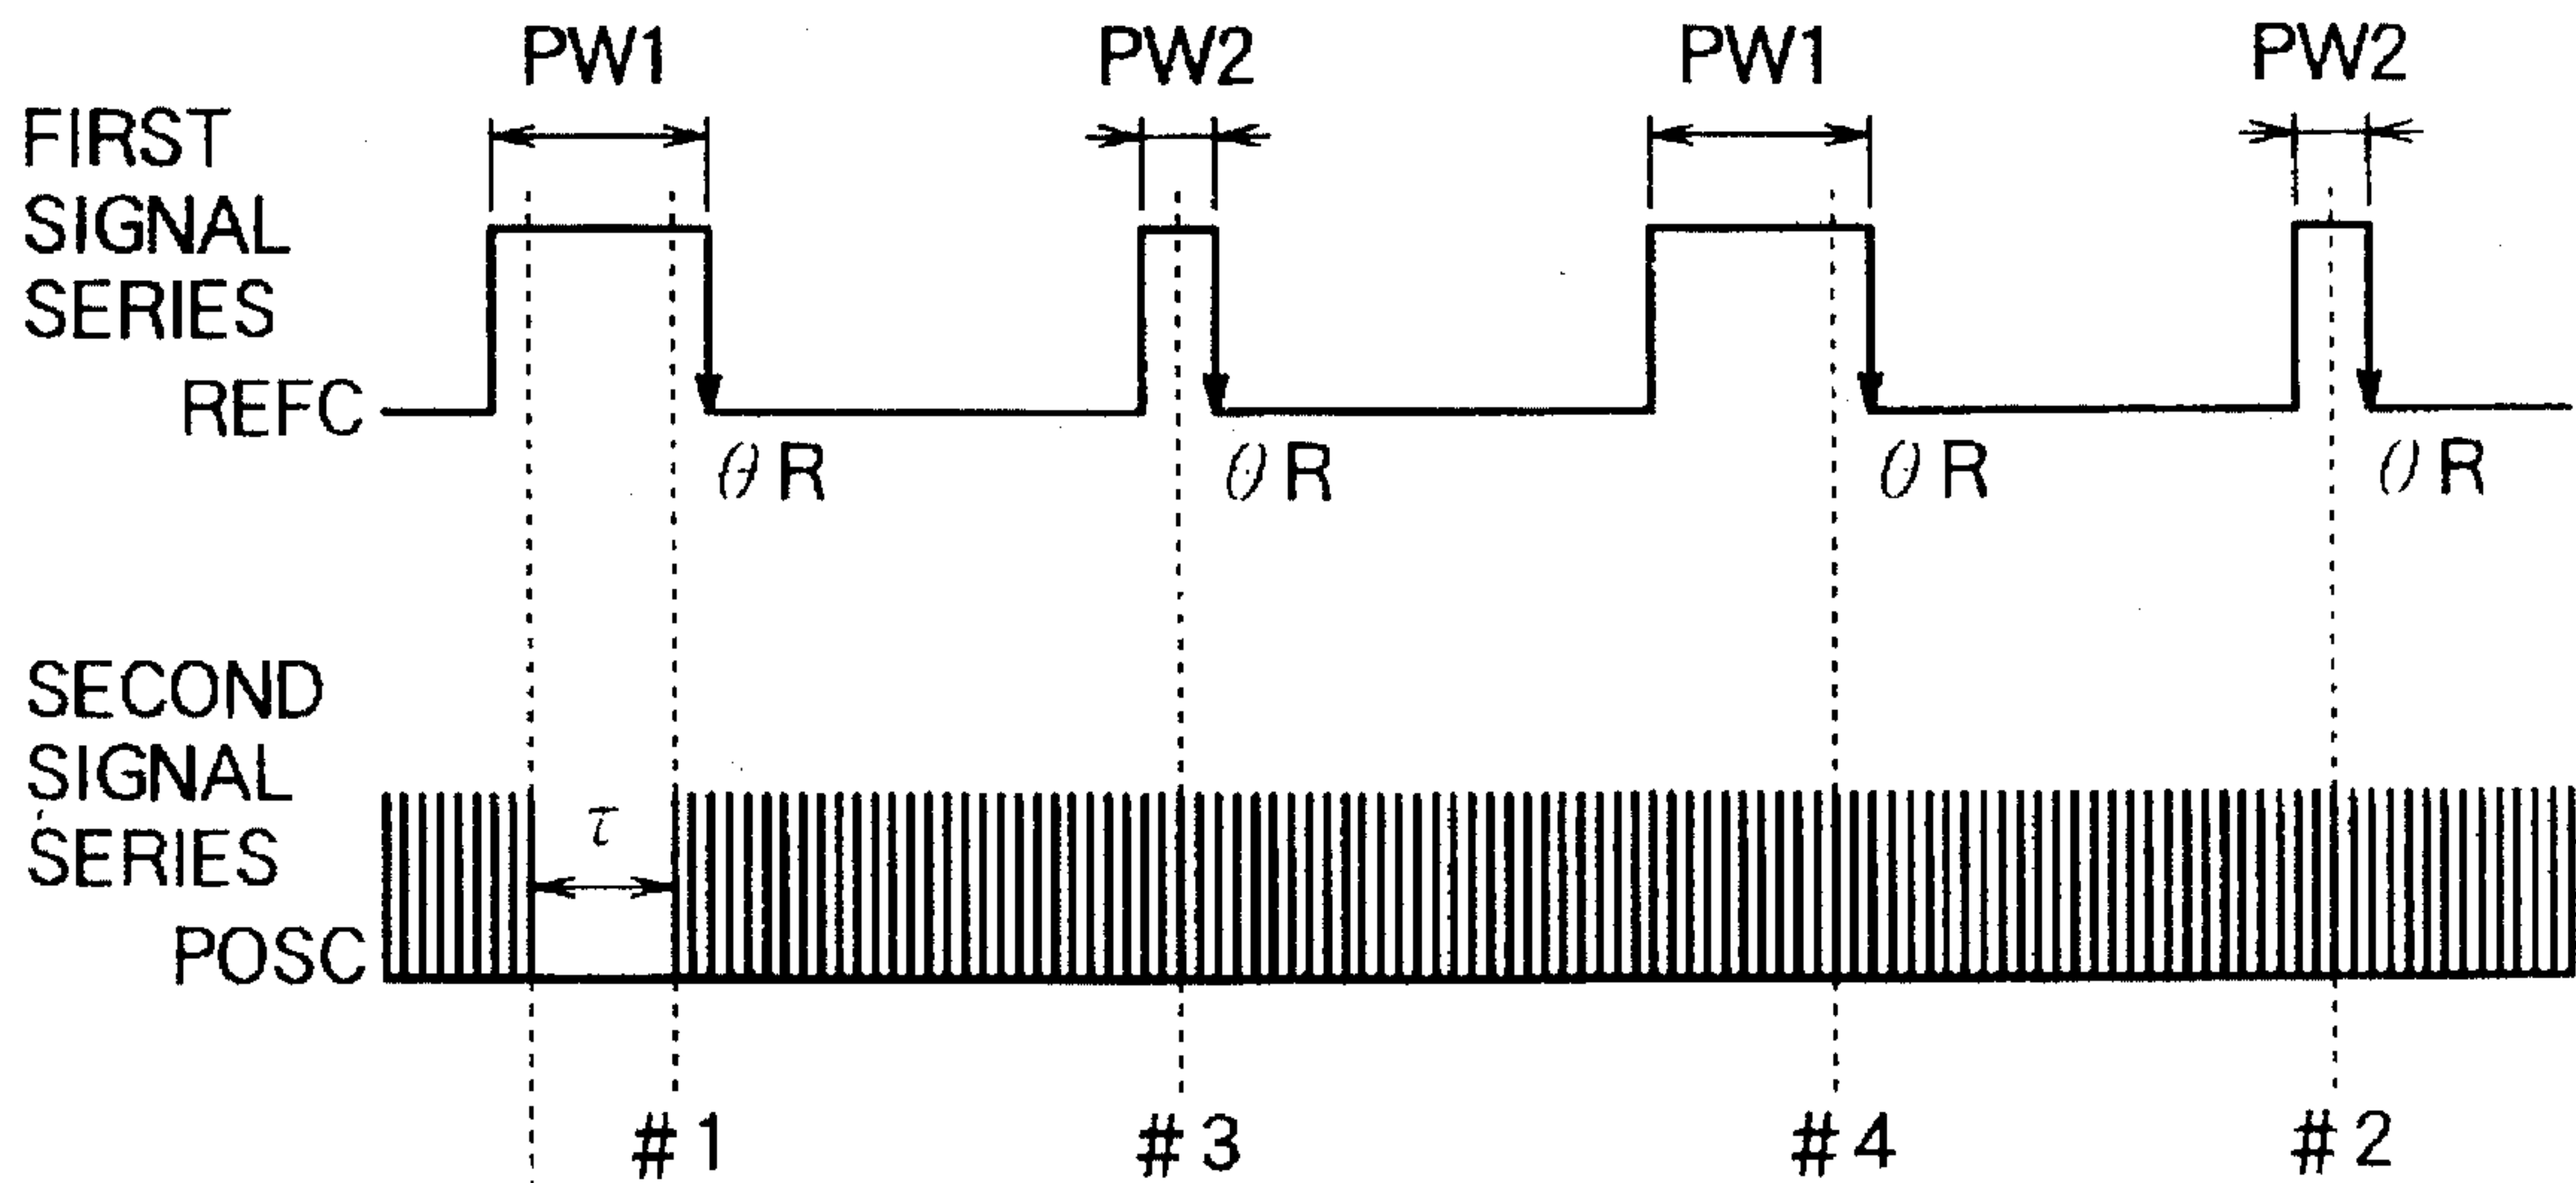 PW1 PW2 PW1 PW2
FIRST
SIGNAL
SERIES
REFC
θR θR θR θR
SECOND
SIGNAL
SERIES
τ
POSC
#1 #3 #4 #2